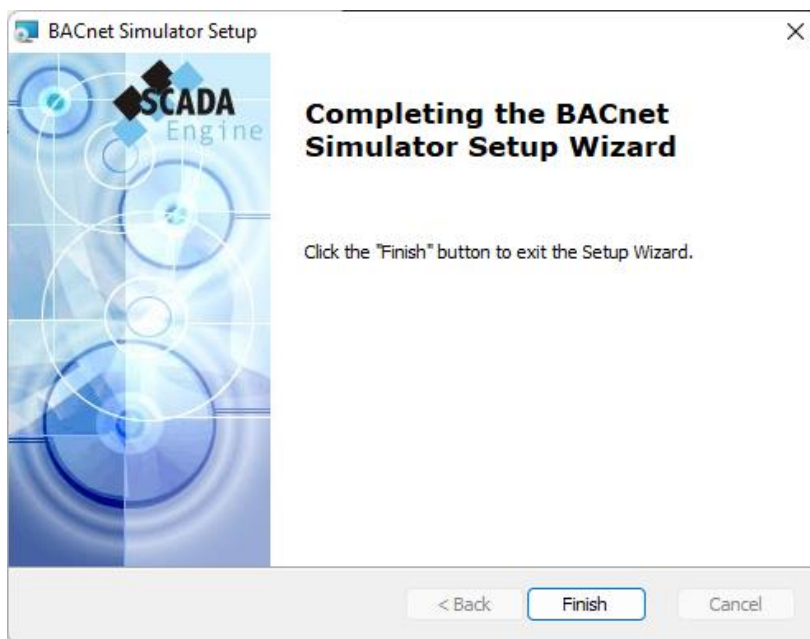 BACnet Simulator Setup
SCADA
Engine
Completing the BACnet
Simulator Setup Wizard
Click the "Finish" button to exit the Setup Wizard.
< Back
Finish
Cancel